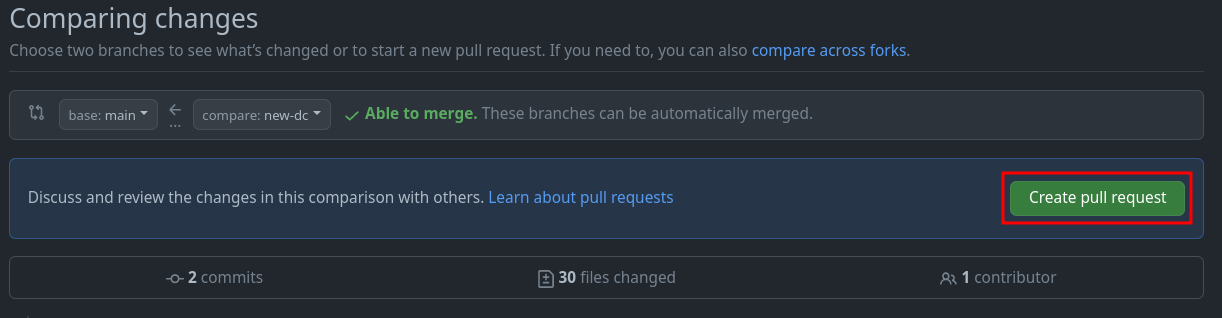 Comparing changes
Choose two branches to see what's changed or to start a new pull request. If you need to, you can also compare across forks.
base: main ... compare: new-dc Able to merge. These branches can be automatically merged.
Discuss and review the changes in this comparison with others. Learn about pull requests Create pull request
2 commits 30 files changed 1 contributor